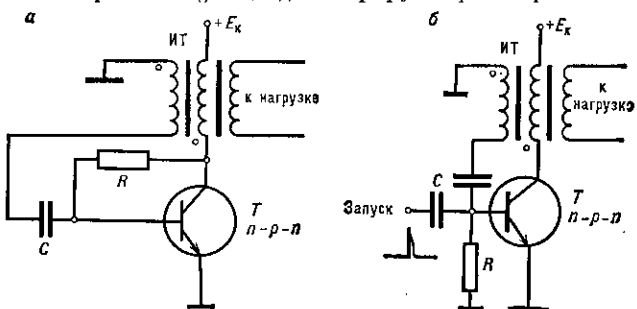 а
+Eк
ИТ
к нагрузке
R
C
T
n-p-n
б
+Eк
ИТ
к
нагрузке
C
Запуск
T
n-p-n
R